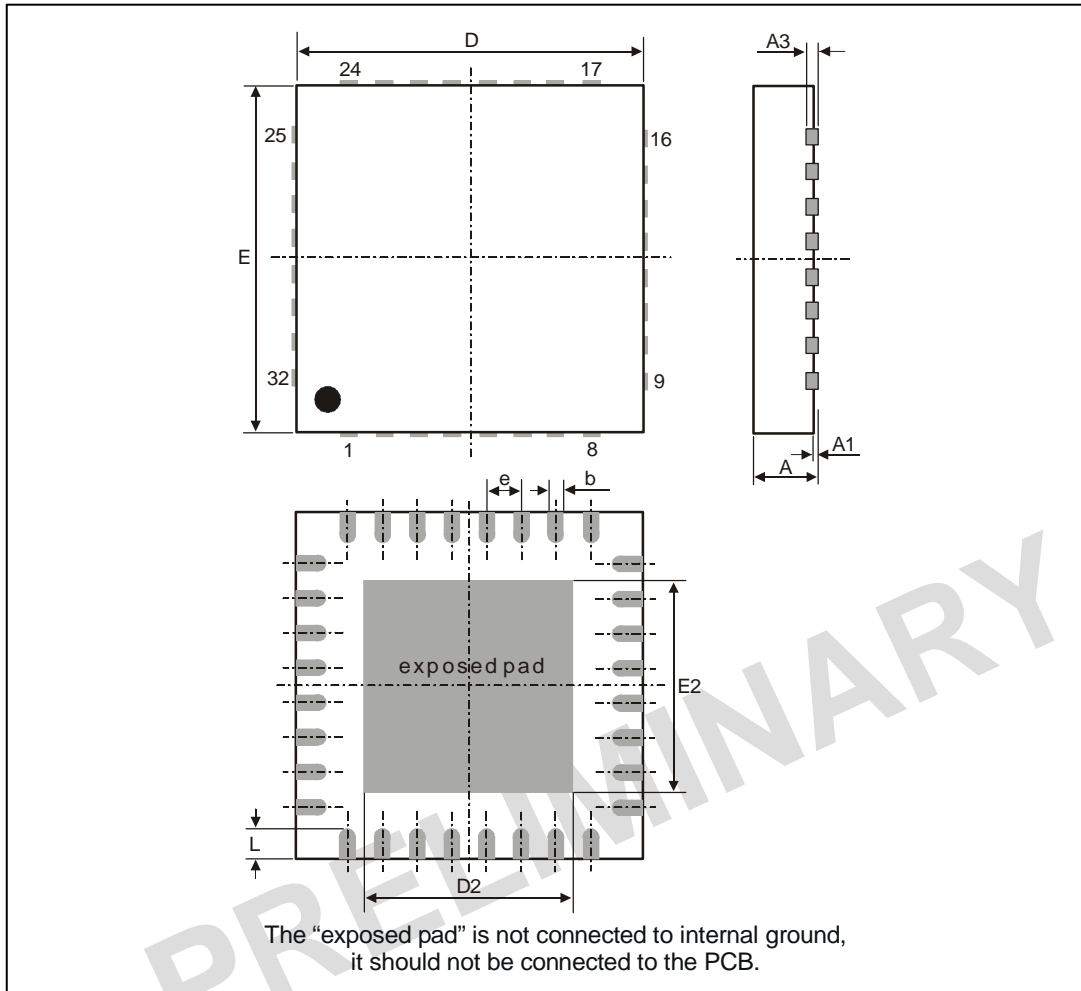 D
A3
24
17
25
16
E
32
9
1
8
A1
A
e
b
exposed pad
E2
L
D2
PRELIMINARY
The “exposed pad” is not connected to internal ground,
it should not be connected to the PCB.